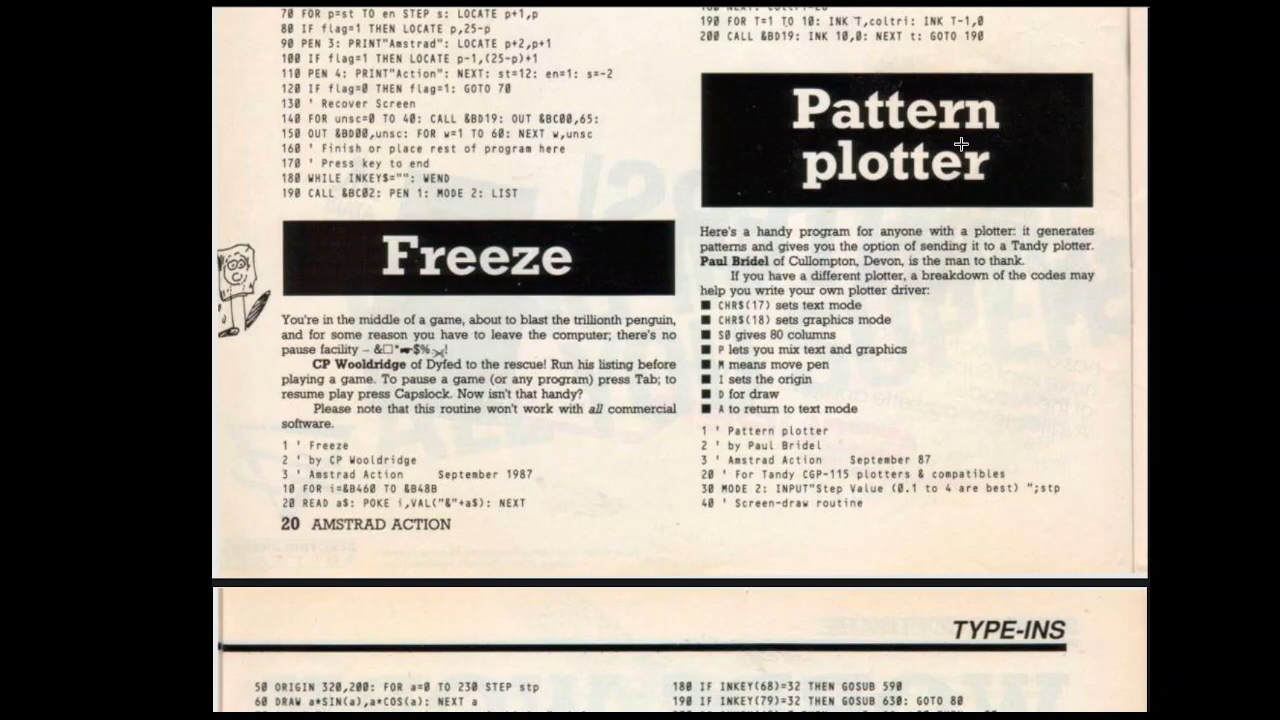 70 FOR p=st TO en STEP s: LOCATE p+1,p
80 IF flag=1 THEN LOCATE p,25-p
90 PEN 3: PRINT"Amstrad": LOCATE p+2,p+1
100 IF flag=1 THEN LOCATE p-1,(25-p)+1
110 PEN 4: PRINT"Action": NEXT: st=12: en=1: s=-2
120 IF flag=0 THEN flag=1: GOTO 70
130 ' Recover Screen
140 FOR unsc=0 TO 40: CALL &BD19: OUT &BC00,65:
150 OUT &BD00,unsc: FOR w=1 TO 60: NEXT w,unsc
160 ' Finish or place rest of program here
170 ' Press key to end
180 WHILE INKEY$="": WEND
190 CALL &BC02: PEN 1: MODE 2: LIST
Freeze
You're in the middle of a game, about to blast the trillionth penguin,
and for some reason you have to leave the computer; there's no
pause facility – &□*☛$%✂!
CP Wooldridge of Dyfed to the rescue! Run his listing before
playing a game. To pause a game (or any program) press Tab; to
resume play press Capslock. Now isn't that handy?
Please note that this routine won't work with all commercial
software.
1 ' Freeze
2 ' by CP Wooldridge
3 ' Amstrad Action September 1987
10 FOR i=&B460 TO &B48B
20 READ a$: POKE i,VAL("&"+a$): NEXT
20 AMSTRAD ACTION
190 FOR T=1 TO 10: INK T,coltri: INK T-1,0
200 CALL &BD19: INK 10,0: NEXT t: GOTO 190
Pattern
plotter
Here's a handy program for anyone with a plotter: it generates
patterns and gives you the option of sending it to a Tandy plotter.
Paul Bridel of Cullompton, Devon, is the man to thank.
If you have a different plotter, a breakdown of the codes may
help you write your own plotter driver:
■ CHR$(17) sets text mode
■ CHR$(18) sets graphics mode
■ S0 gives 80 columns
■ P lets you mix text and graphics
■ M means move pen
■ I sets the origin
■ D for draw
■ A to return to text mode
1 ' Pattern plotter
2 ' by Paul Bridel
3 ' Amstrad Action September 87
20 ' For Tandy CGP-115 plotters & compatibles
30 MODE 2: INPUT"Step Value (0.1 to 4 are best) ";stp
40 ' Screen-draw routine
TYPE-INS
50 ORIGIN 320,200: FOR a=0 TO 230 STEP stp
60 DRAW a*SIN(a),a*COS(a): NEXT a
180 IF INKEY(68)=32 THEN GOSUB 590
190 IF INKEY(79)=32 THEN GOSUB 630: GOTO 80